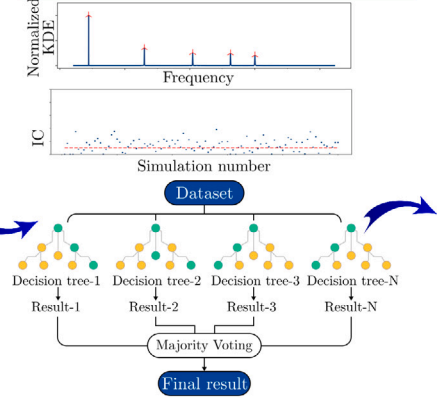 Normalized
KDE
Frequency
IC
Simulation number
Dataset
Decision tree-1 Decision tree-2 Decision tree-3 Decision tree-N
Result-1 Result-2 Result-3 Result-N
Majority Voting
Final result